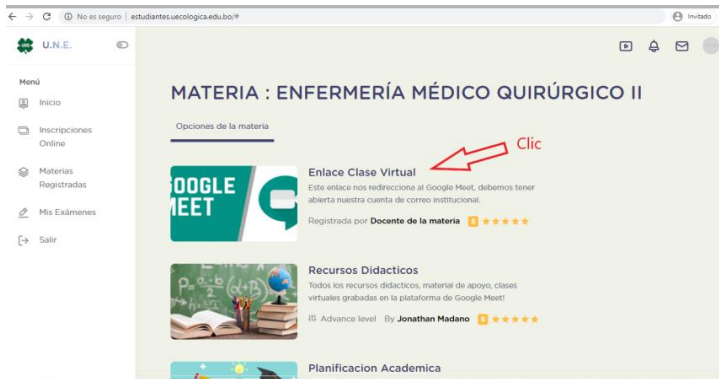 No es seguro | estudiantes.uecologica.edu.bo/#
Invitado
U.N.E.
Menú
Inicio
Inscripciones
Online
Materias
Registradas
Mis Exámenes
Salir
MATERIA : ENFERMERÍA MÉDICO QUIRÚRGICO II
Opciones de la materia
Clic
GOOGLE
MEET
Enlace Clase Virtual
Este enlace nos redirecciona al Google Meet, debemos tener
abierta nuestra cuenta de correo institucional.
Registrada por Docente de la materia 5
Recursos Didacticos
Todos los recursos didácticos, material de apoyo, clases
virtuales grabadas en la plataforma de Google Meet!
Advance level By Jonathan Madano 5
Planificacion Academica